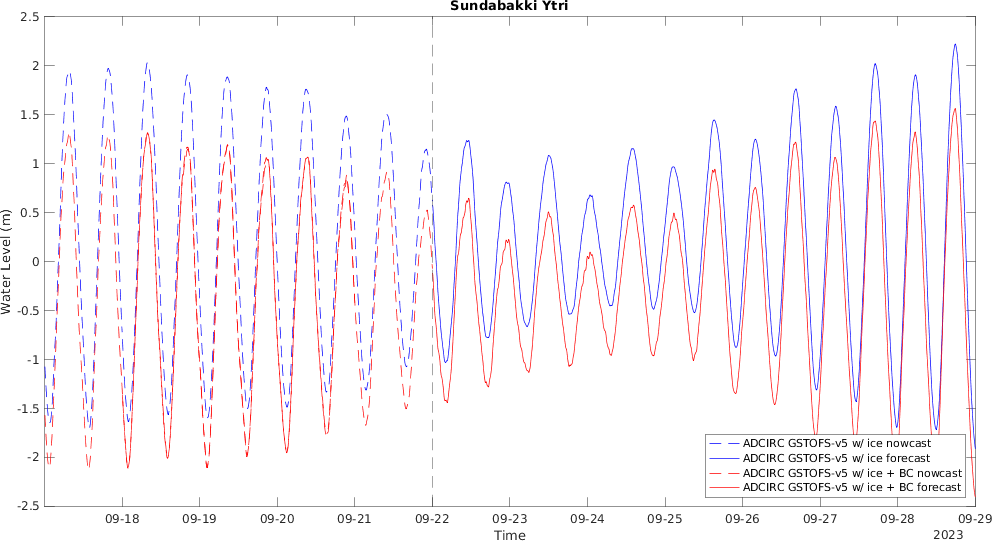 Sundabakki Ytri
2.5
2
1.5
1
0.5
0
-0.5
-1
-1.5
-2
-2.5
Water Level (m)
ADCIRC GSTOFS-v5 w/ ice nowcast
ADCIRC GSTOFS-v5 w/ ice forecast
ADCIRC GSTOFS-v5 w/ ice + BC nowcast
ADCIRC GSTOFS-v5 w/ ice + BC forecast
09-18 09-19 09-20 09-21 09-22 09-23 09-24 09-25 09-26 09-27 09-28 09-29
Time
2023